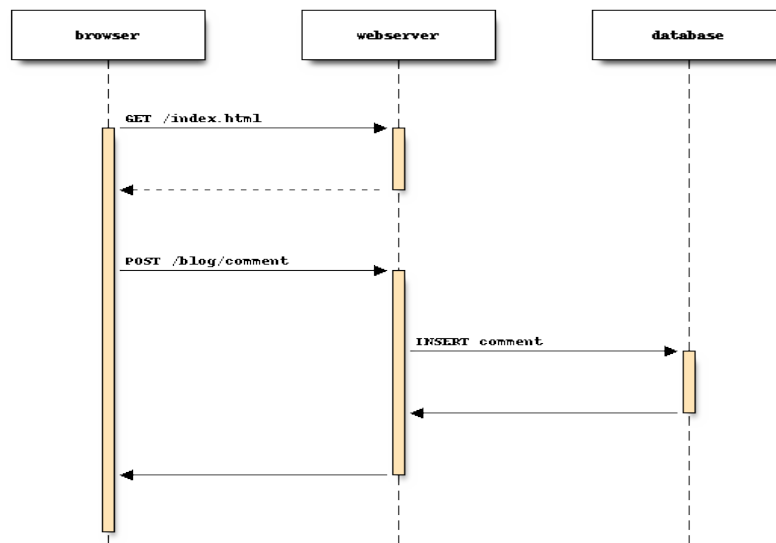 browser
webserver
database
GET /index.html
POST /blog/comment
INSERT comment